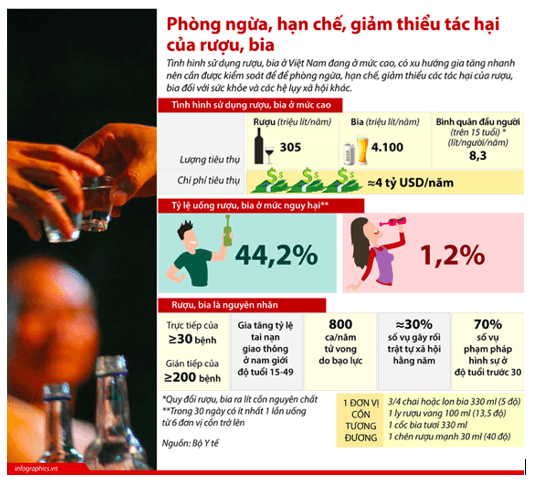 Phòng ngừa, hạn chế, giảm thiểu tác hại
của rượu, bia
Tình hình sử dụng rượu, bia ở Việt Nam đang ở mức cao, có xu hướng gia tăng nhanh
nên cần được kiểm soát để để phòng ngừa, hạn chế, giảm thiểu các tác hại của rượu,
bia đối với sức khỏe và các hệ lụy xã hội khác.
Tình hình sử dụng rượu, bia ở mức cao
Rượu (triệu lít/năm)
305
Bia (triệu lít/năm)
4.100
Bình quân đầu người
(trên 15 tuổi) *
(lít/người/năm)
8,3
Lượng tiêu thụ
Chi phí tiêu thụ
≈4 tỷ USD/năm
Tỷ lệ uống rượu, bia ở mức nguy hại**
44,2%
1,2%
Rượu, bia là nguyên nhân
Trực tiếp của
≥30 bệnh
Gián tiếp của
≥200 bệnh
Gia tăng tỷ lệ
tai nạn
giao thông
ở nam giới
độ tuổi 15-49
800
ca/năm
tử vong
do bạo lực
≈30%
số vụ gây rối
trật tự xã hội
hằng năm
70%
số vụ
phạm pháp
hình sự ở
độ tuổi trước 30
*Quy đổi rượu, bia ra lít cồn nguyên chất
**Trong 30 ngày có ít nhất 1 lần uống
từ 6 đơn vị cồn trở lên
Nguồn: Bộ Y tế
1 ĐƠN VỊ
CỒN
TƯƠNG
ĐƯƠNG
3/4 chai hoặc lon bia 330 ml (5 độ)
1 ly rượu vang 100 ml (13,5 độ)
1 cốc bia tươi 330 ml
1 chén rượu mạnh 30 ml (40 độ)
infographics.vn